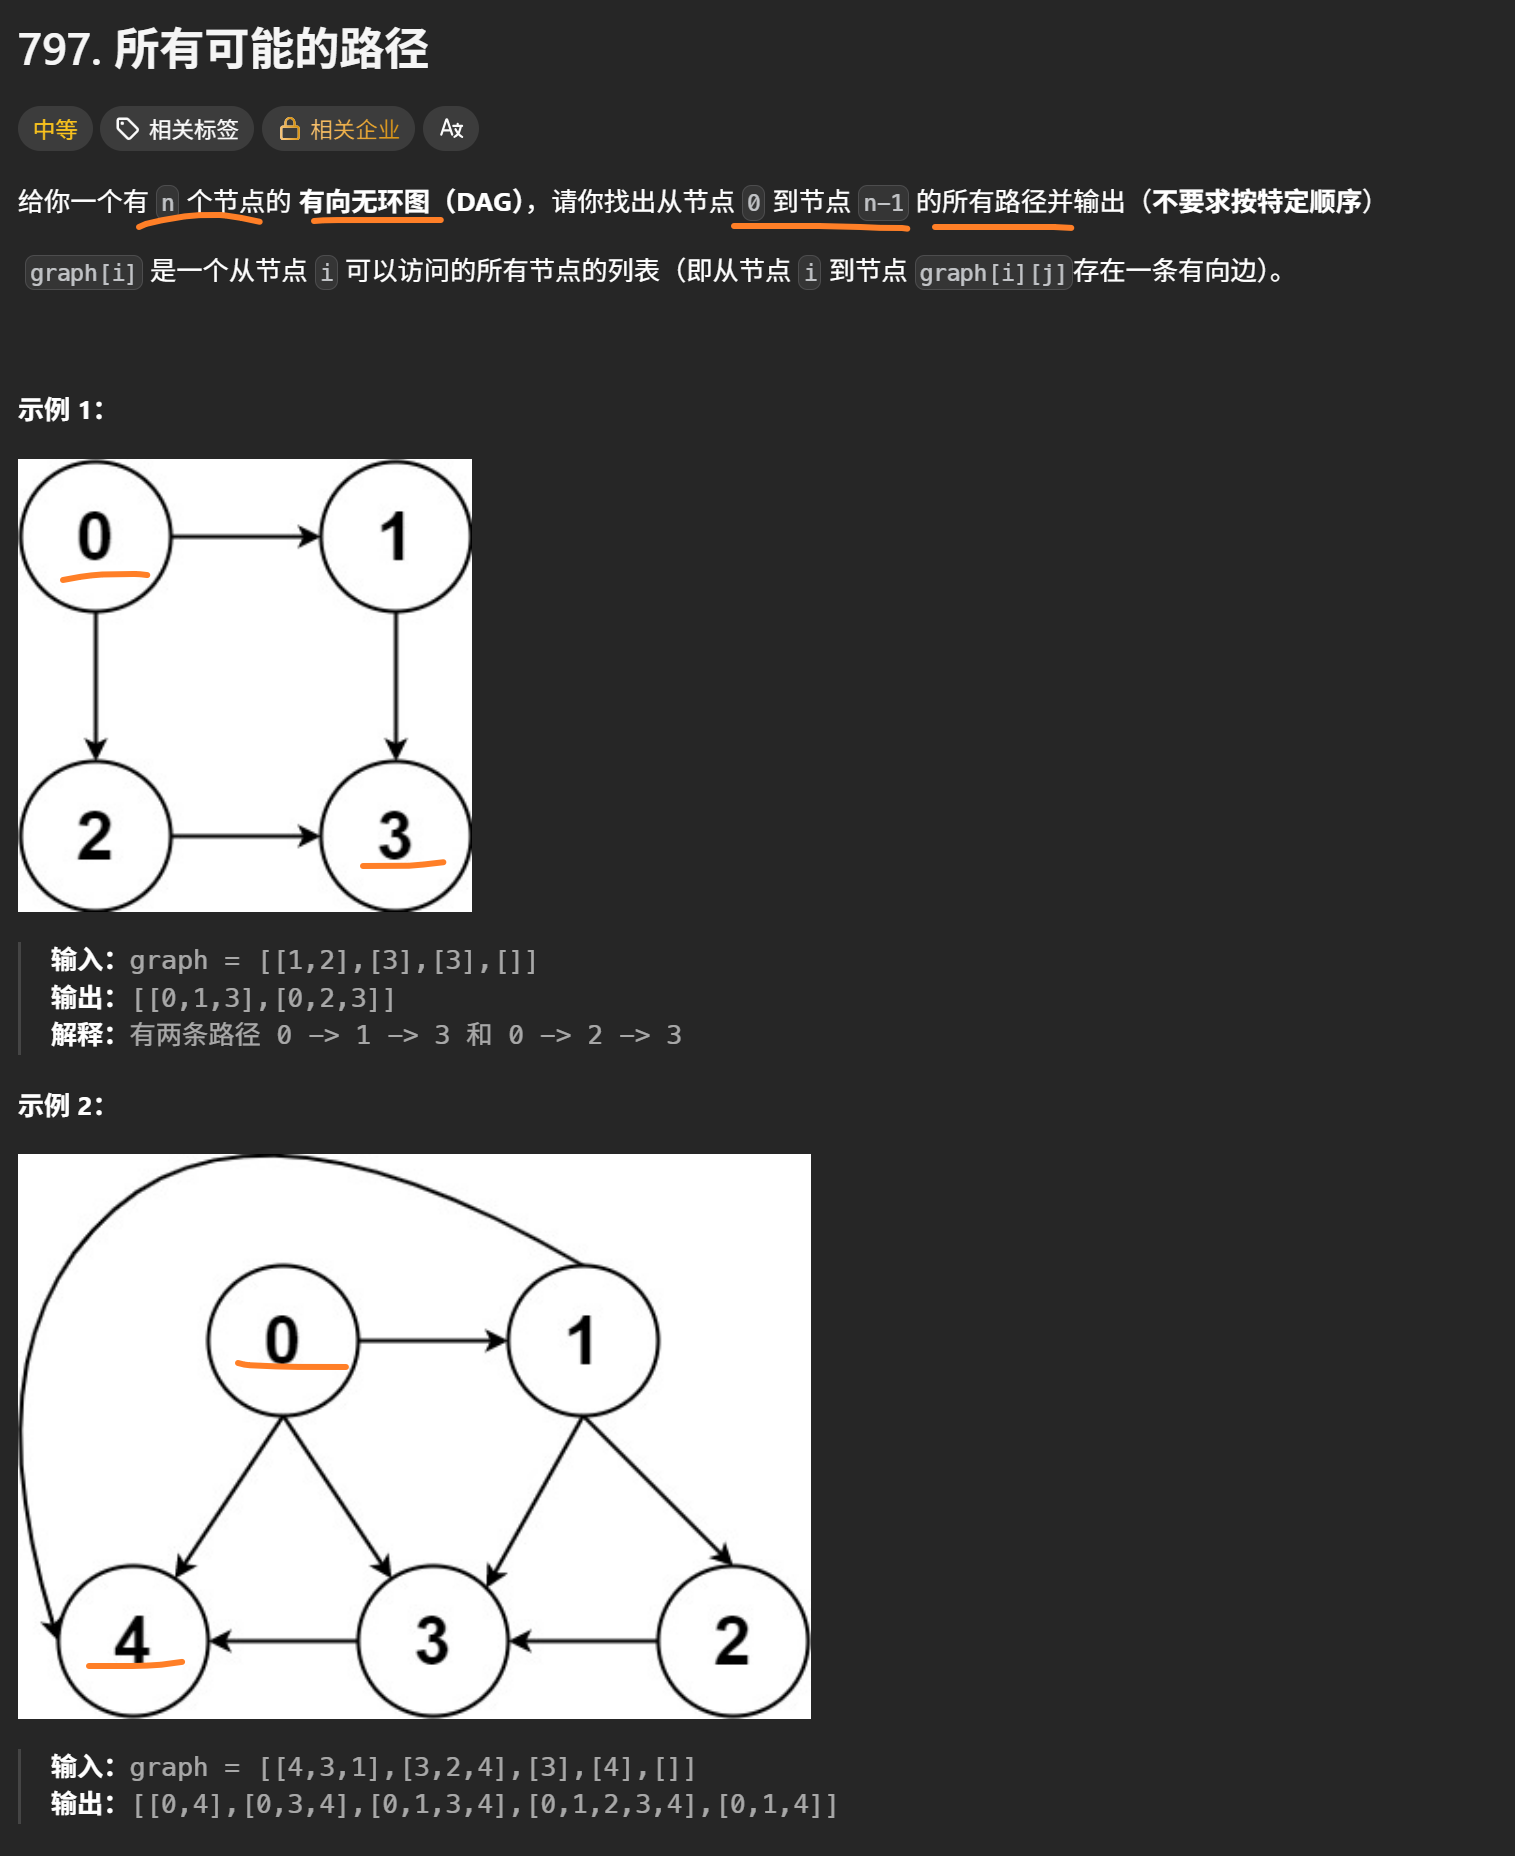 797. 所有可能的路径
中等 相关标签 相关企业
给你一个有 n 个节点的 有向无环图（DAG），请你找出从节点 0 到节点 n-1 的所有路径并输出（不要求按特定顺序）
graph[i] 是一个从节点 i 可以访问的所有节点的列表（即从节点 i 到节点 graph[i][j]存在一条有向边）。
示例 1：
0 1
2 3
输入：graph = [[1,2],[3],[3],[]]
输出：[[0,1,3],[0,2,3]]
解释：有两条路径 0 -> 1 -> 3 和 0 -> 2 -> 3
示例 2：
0 1
4 3 2
输入：graph = [[4,3,1],[3,2,4],[3],[4],[]]
输出：[[0,4],[0,3,4],[0,1,3,4],[0,1,2,3,4],[0,1,4]]